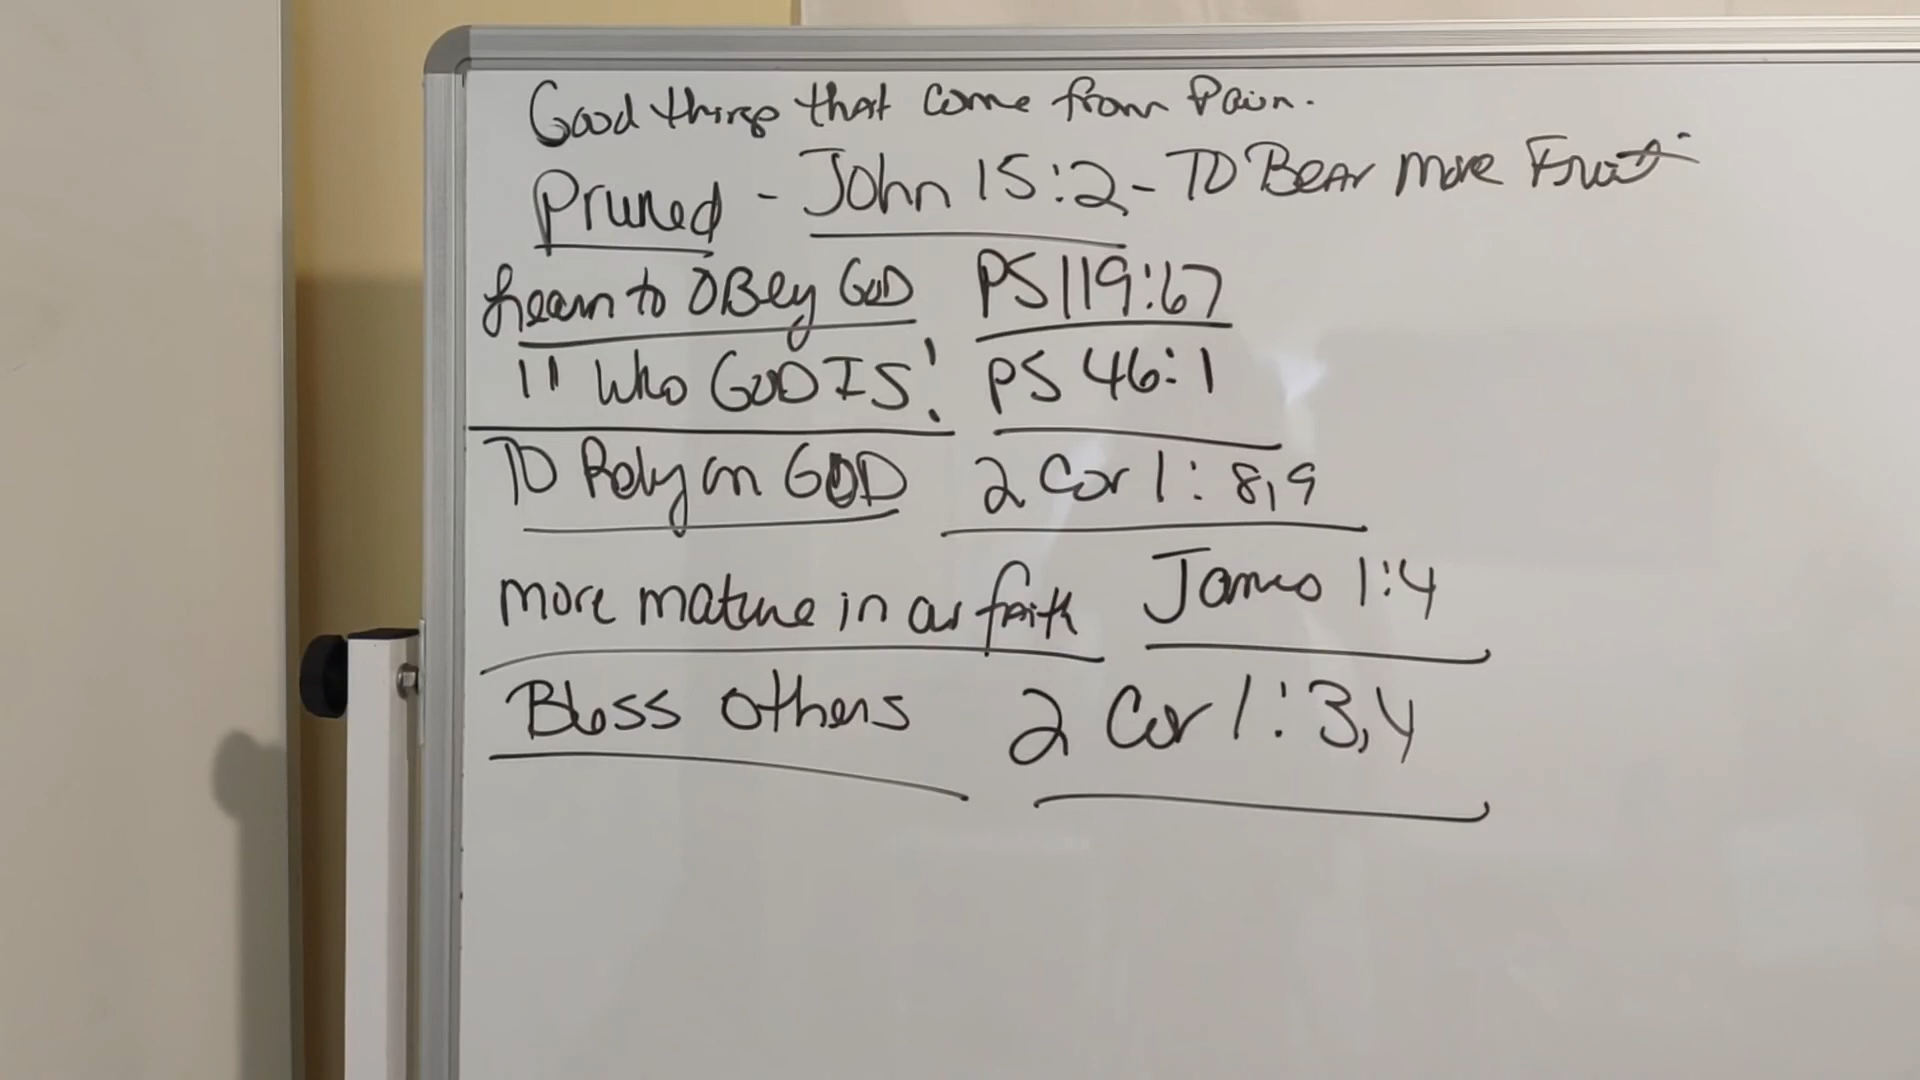 Good things that come from Pain.
Pruned - John 15:2 - TO BEAR More Fruit
Learn to OBey GOD PS 119:67
" Who GOD IS! PS 46:1
TO Rely on GOD 2 Cor 1:8,9
more mature in our faith James 1:4
Bless others 2 Cor 1:3,4